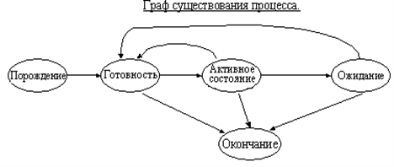 Граф существования процесса.
Порождение
Готовность
Активное
состояние
Ожидание
Окончание